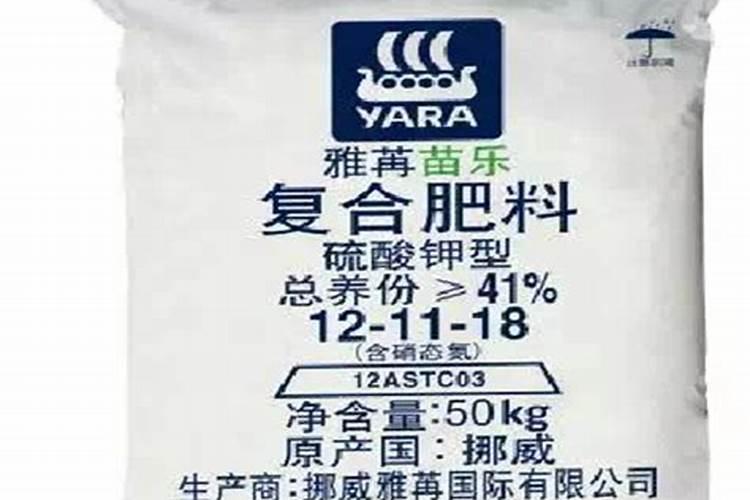 YARA
雅苒苗乐
复合肥料
硫酸钾型
总养份≥41%
12-11-18
(含硝态氮)
12ASTC03
净含量:50kg
原产国:挪威
生产商:挪威雅苒国际有限公司